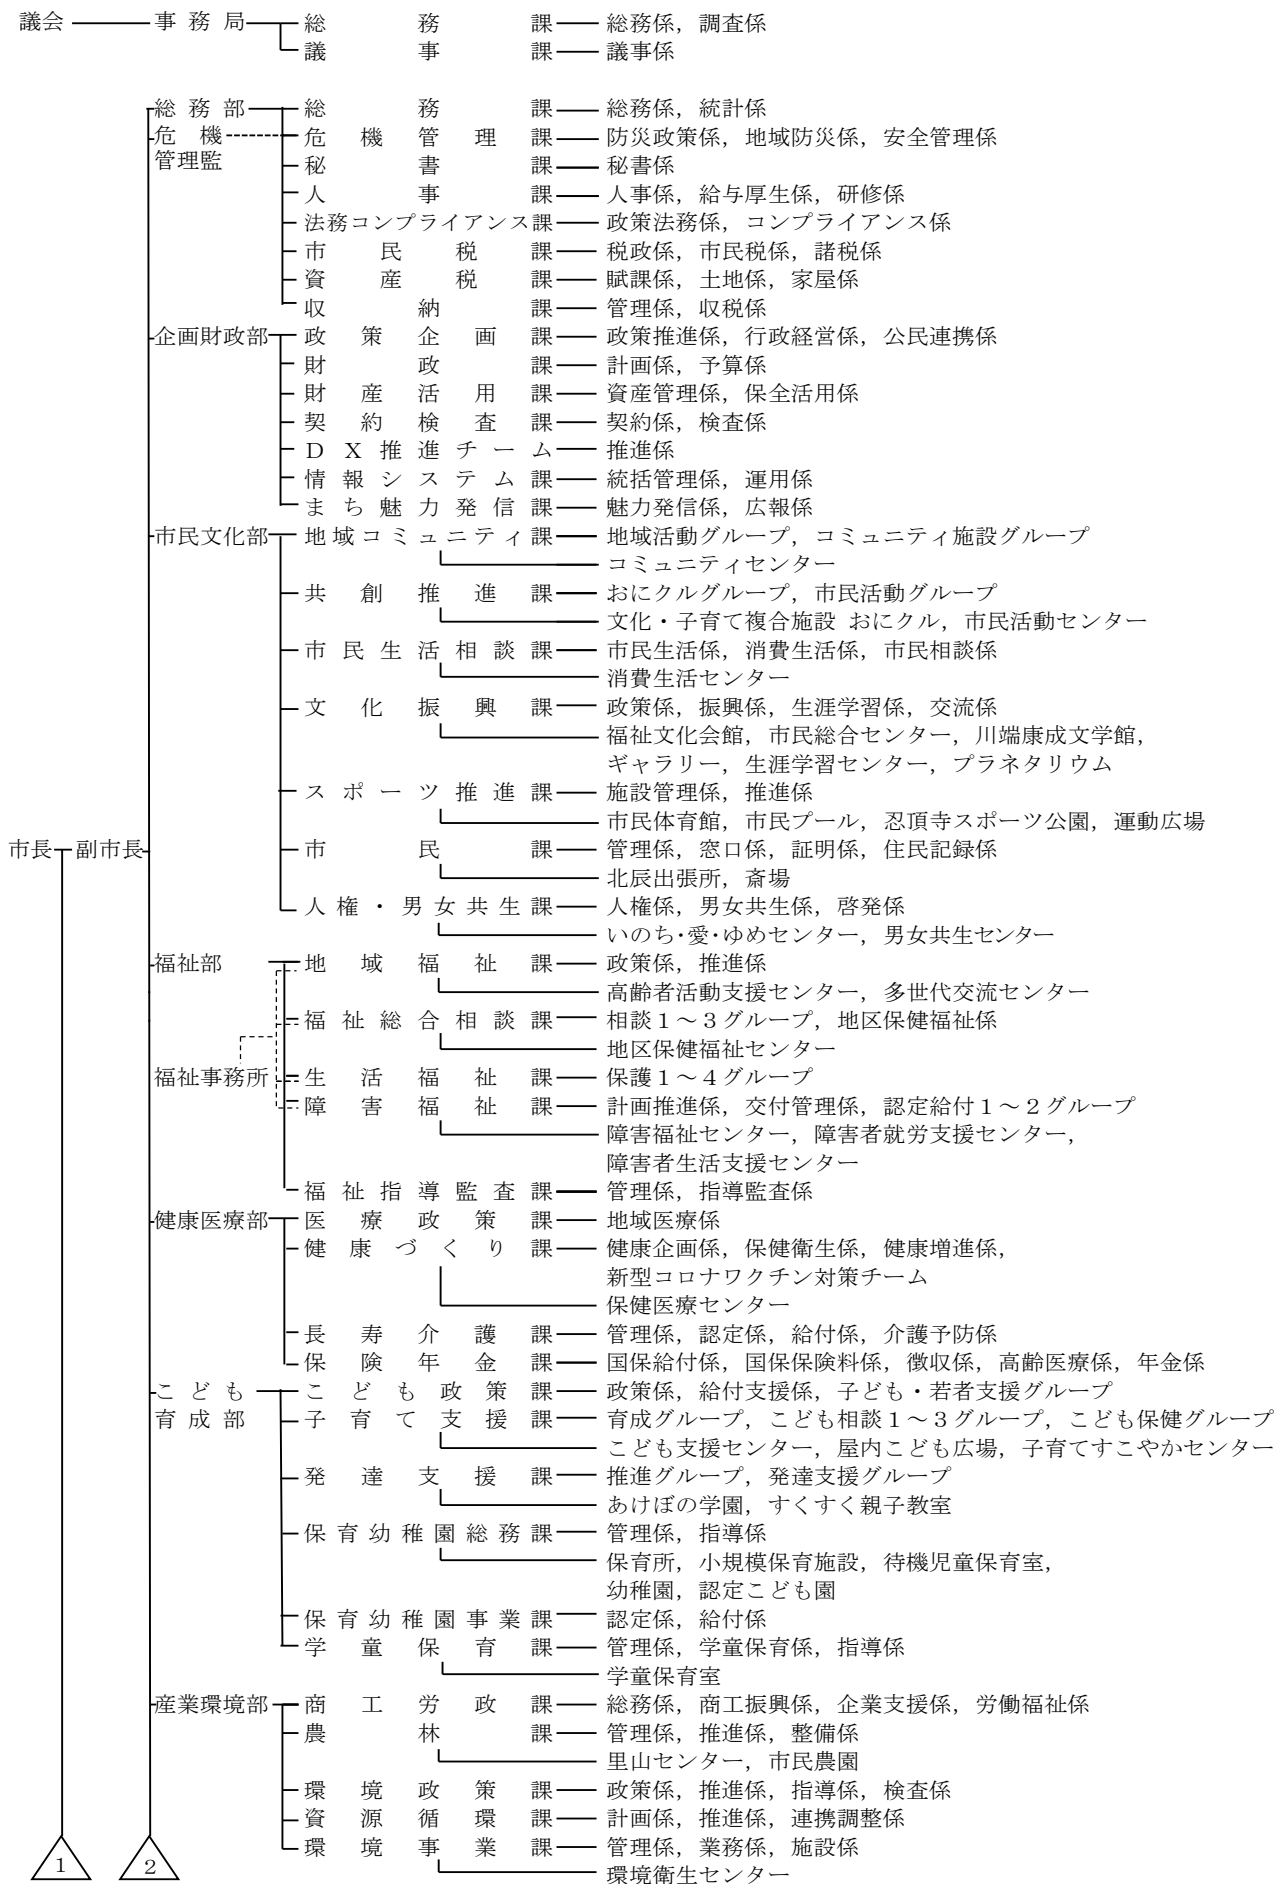 議会 事務局 総務課 総務係，調査係
議事課 議事係
総務部 総務課 総務係，統計係
危機 危機管理課 防災政策係，地域防災係，安全管理係
管理監 秘書課 秘書係
人事課 人事係，給与厚生係，研修係
法務コンプライアンス課 政策法務係，コンプライアンス係
市民税課 税政係，市民税係，諸税係
資産税課 賦課係，土地係，家屋係
収納課 管理係，収税係
企画財政部 政策企画課 政策推進係，行政経営係，公民連携係
財政課 計画係，予算係
財産活用課 資産管理係，保全活用係
契約検査課 契約係，検査係
ＤＸ推進チーム 推進係
情報システム課 統括管理係，運用係
まち魅力発信課 魅力発信係，広報係
市民文化部 地域コミュニティ課 地域活動グループ，コミュニティ施設グループ
コミュニティセンター
共創推進課 おにクルグループ，市民活動グループ
文化・子育て複合施設 おにクル，市民活動センター
市民生活相談課 市民生活係，消費生活係，市民相談係
消費生活センター
文化振興課 政策係，振興係，生涯学習係，交流係
福祉文化会館，市民総合センター，川端康成文学館，
ギャラリー，生涯学習センター，プラネタリウム
スポーツ推進課 施設管理係，推進係
市民体育館，市民プール，忍頂寺スポーツ公園，運動広場
市長 副市長 市民課 管理係，窓口係，証明係，住民記録係
北辰出張所，斎場
人権・男女共生課 人権係，男女共生係，啓発係
いのち・愛・ゆめセンター，男女共生センター
福祉部 地域福祉課 政策係，推進係
高齢者活動支援センター，多世代交流センター
福祉総合相談課 相談１～３グループ，地区保健福祉係
地区保健福祉センター
福祉事務所 生活福祉課 保護１～４グループ
障害福祉課 計画推進係，交付管理係，認定給付１～２グループ
障害福祉センター，障害者就労支援センター，
障害者生活支援センター
福祉指導監査課 管理係，指導監査係
健康医療部 医療政策課 地域医療係
健康づくり課 健康企画係，保健衛生係，健康増進係，
新型コロナワクチン対策チーム
保健医療センター
長寿介護課 管理係，認定係，給付係，介護予防係
保険年金課 国保給付係，国保保険料係，徴収係，高齢医療係，年金係
こども こども政策課 政策係，給付支援係，子ども・若者支援グループ
育成部 子育て支援課 育成グループ，こども相談１～３グループ，こども保健グループ
こども支援センター，屋内こども広場，子育てすこやかセンター
発達支援課 推進グループ，発達支援グループ
あけぼの学園，すくすく親子教室
保育幼稚園総務課 管理係，指導係
保育所，小規模保育施設，待機児童保育室，
幼稚園，認定こども園
保育幼稚園事業課 認定係，給付係
学童保育課 管理係，学童保育係，指導係
学童保育室
産業環境部 商工労政課 総務係，商工振興係，企業支援係，労働福祉係
農林課 管理係，推進係，整備係
里山センター，市民農園
環境政策課 政策係，推進係，指導係，検査係
資源循環課 計画係，推進係，連携調整係
環境事業課 管理係，業務係，施設係
環境衛生センター
1 2